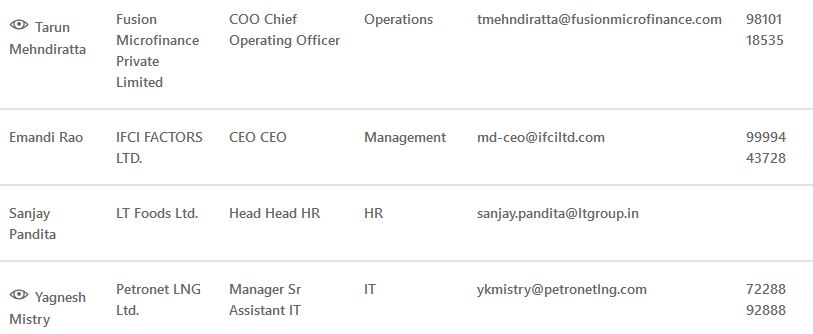 Tarun Mehndiratta
Fusion Microfinance Private Limited
COO Chief Operating Officer
Operations
tmehndiratta@fusionmicrofinance.com
98101 18535
Emandi Rao
IFCI FACTORS LTD.
CEO CEO
Management
md-ceo@ifciltd.com
99994 43728
Sanjay Pandita
LT Foods Ltd.
Head Head HR
HR
sanjay.pandita@ltgroup.in
Yagnesh Mistry
Petronet LNG Ltd.
Manager Sr Assistant IT
IT
ykmistry@petronetlng.com
72288 92888